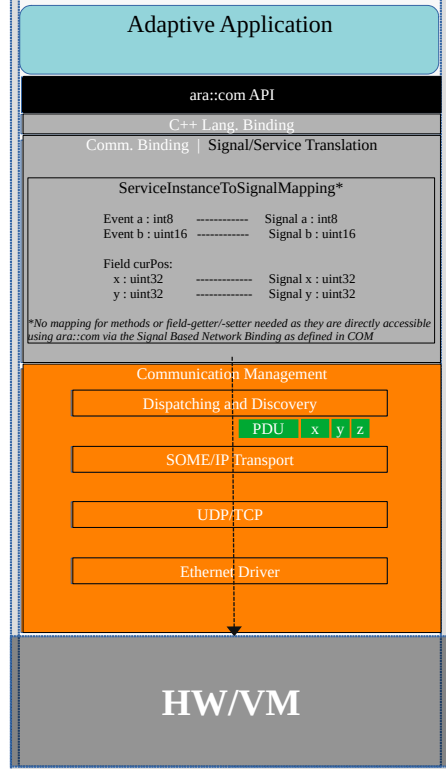 Adaptive Application
ara::com API
C++ Lang. Binding
Comm. Binding | Signal/Service Translation
ServiceInstanceToSignalMapping*
Event a : int8 ------------ Signal a : int8
Event b : uint16 ------------ Signal b : uint16
Field curPos:
x : uint32 ------------- Signal x : uint32
y : uint32 ------------- Signal y : uint32
*No mapping for methods or field-getter/-setter needed as they are directly accessible
using ara::com via the Signal Based Network Binding as defined in COM
Communication Management
Dispatching and Discovery
PDU x y z
SOME/IP Transport
UDP/TCP
Ethernet Driver
HW/VM